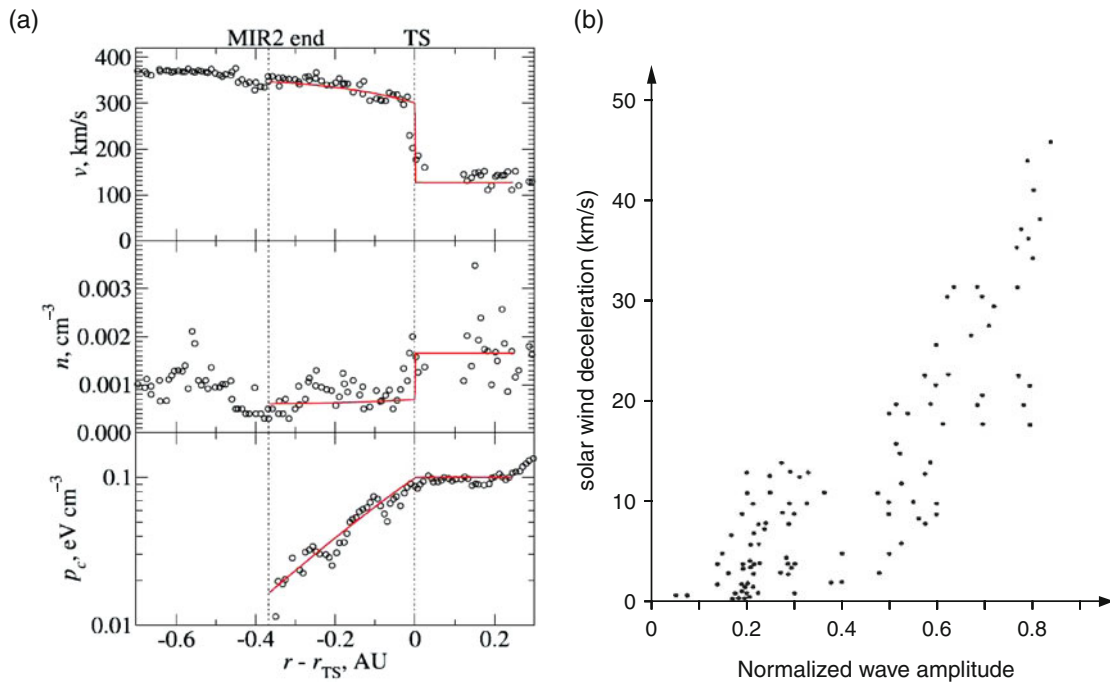 (a)
MIR2 end TS
400
300
200
100
0
v, km/s
0.003
0.002
0.001
0.000
n, cm⁻³
0.1
0.01
p_c, eV cm⁻³
-0.6 -0.4 -0.2 0 0.2
r - r_TS, AU
(b)
50
40
30
20
10
0
solar wind deceleration (km/s)
0 0.2 0.4 0.6 0.8
Normalized wave amplitude